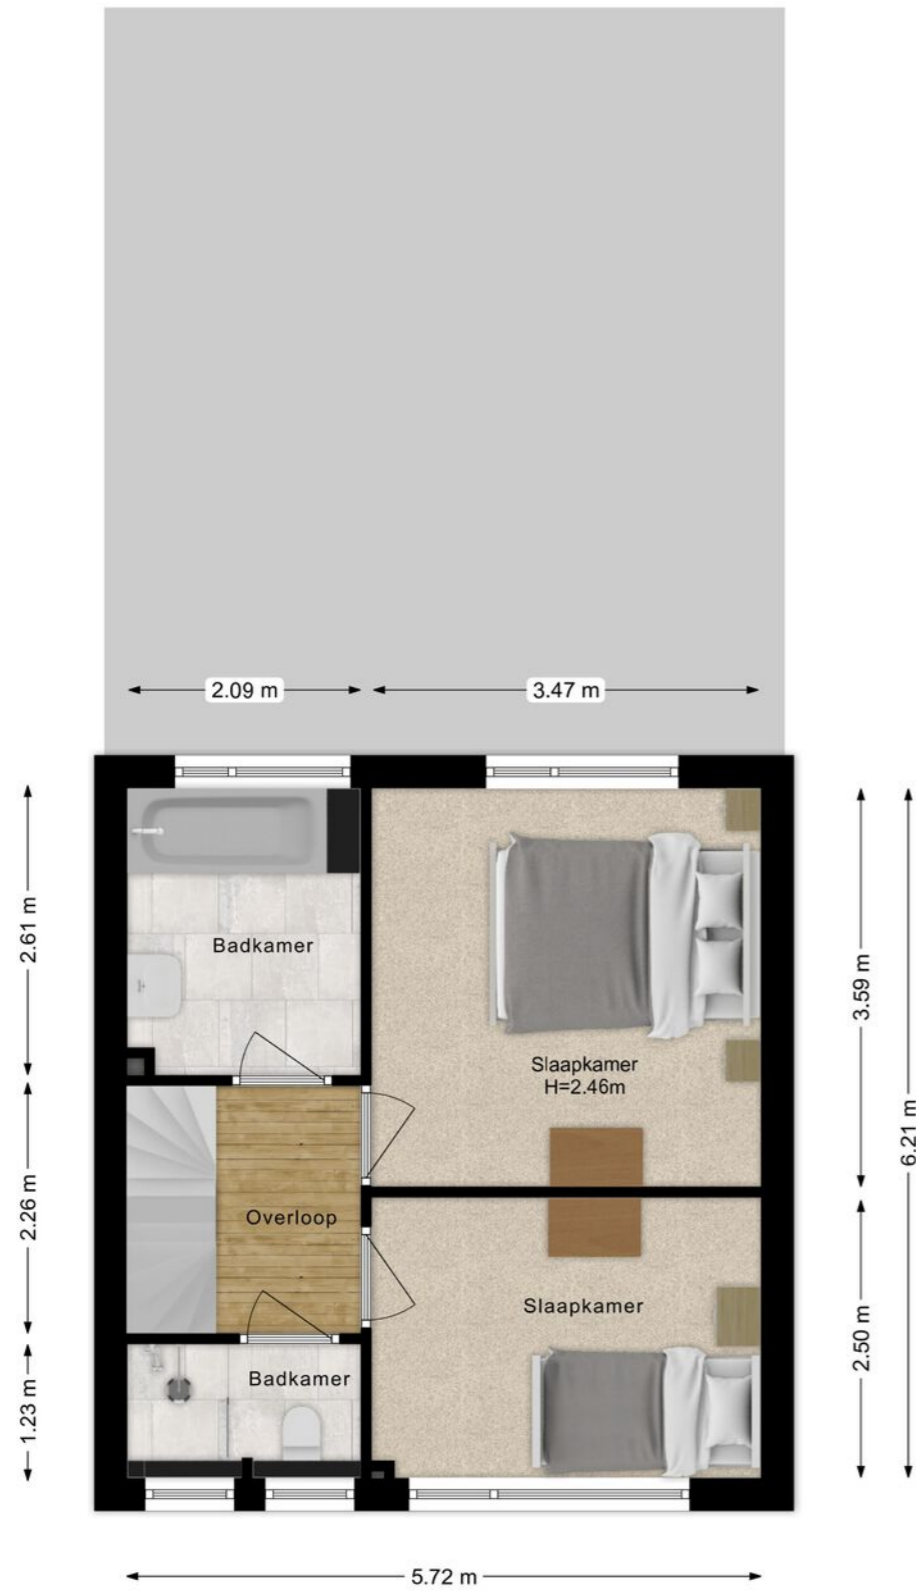 2.09 m
3.47 m
2.61 m
Badkamer
3.59 m
Slaapkamer
H=2.46m
6.21 m
2.26 m
Overloop
Slaapkamer
2.50 m
Badkamer
1.23 m
5.72 m